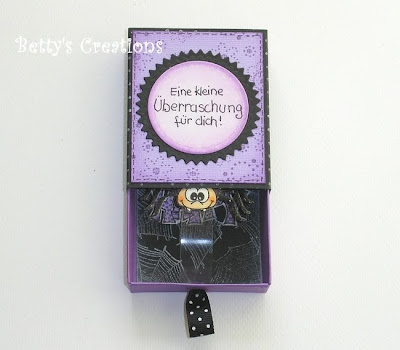 Betty's Creations
Eine kleine
Überraschung
für dich!